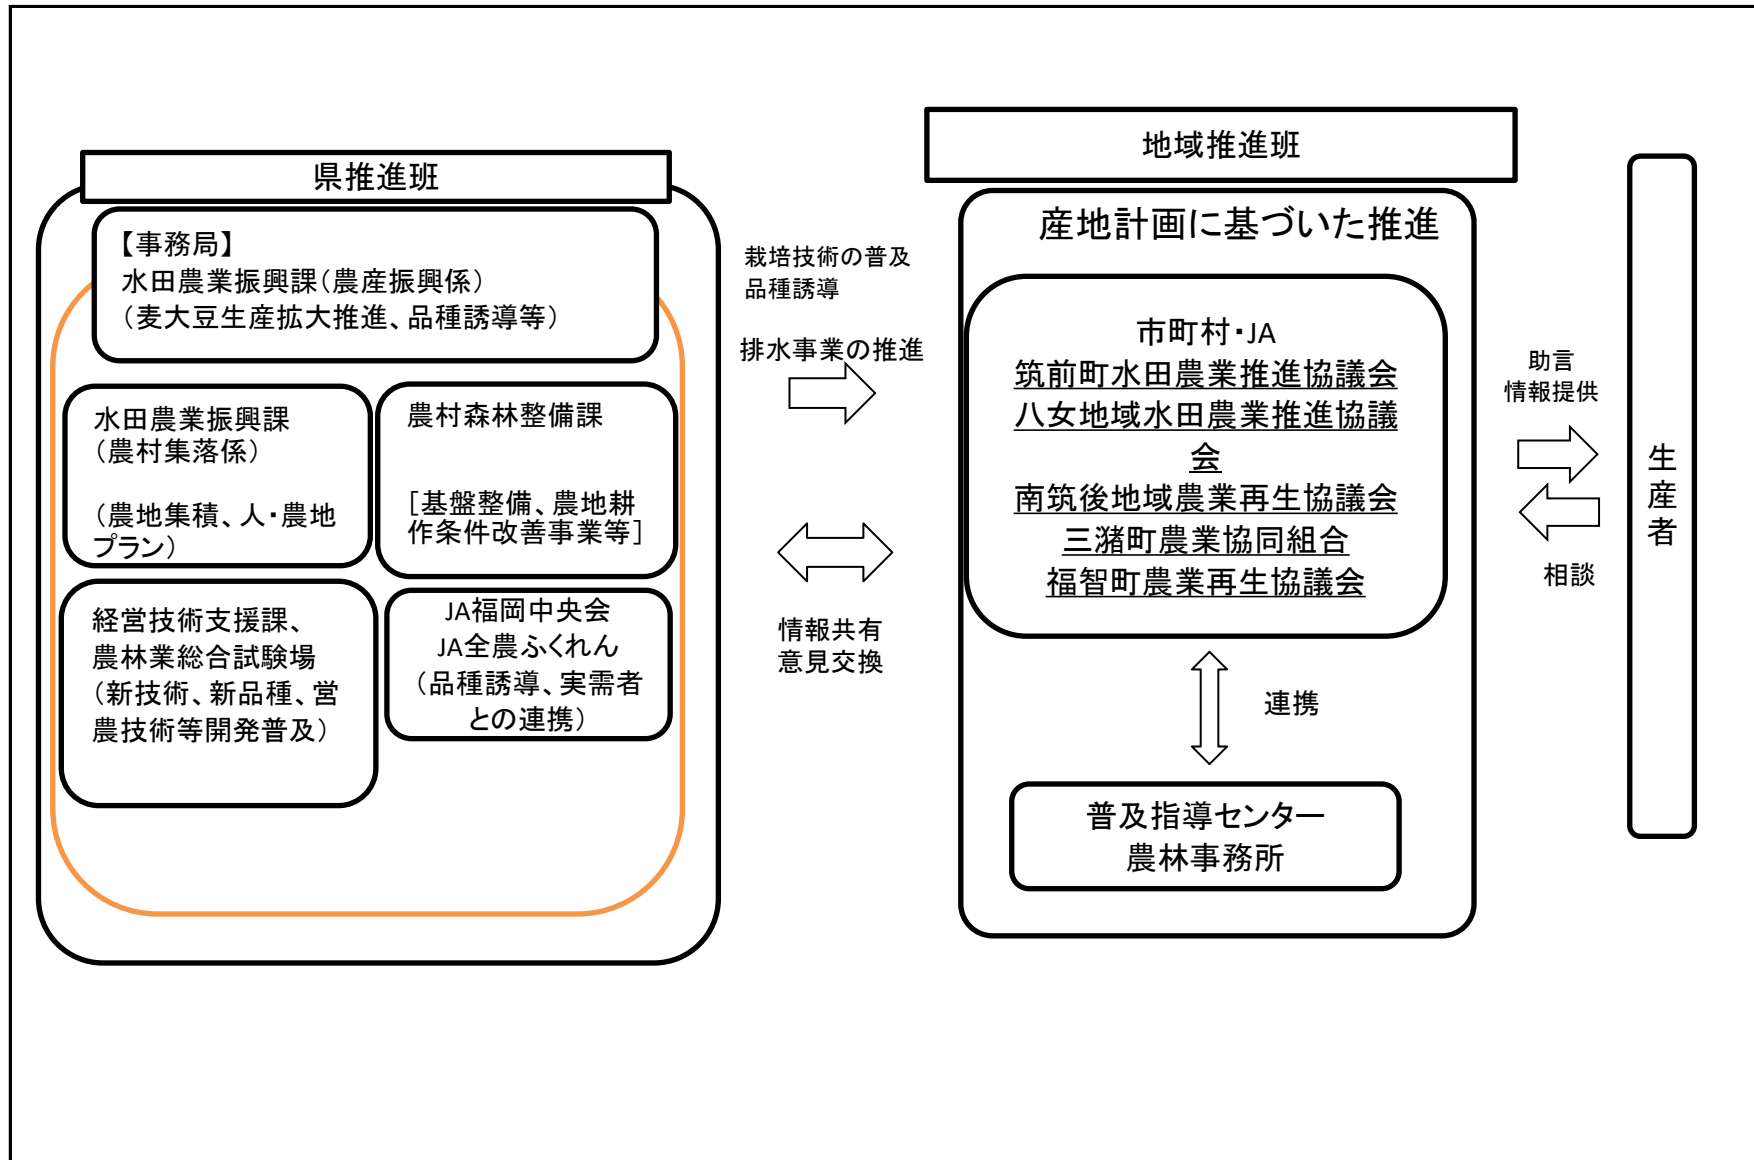 県推進班
【事務局】
水田農業振興課（農産振興係）
（麦大豆生産拡大推進、品種誘導等）
水田農業振興課
（農村集落係）
（農地集積、人・農地
プラン）
農村森林整備課
［基盤整備、農地耕
作条件改善事業等］
経営技術支援課、
農林業総合試験場
（新技術、新品種、営
農技術等開発普及）
JA福岡中央会
JA全農ふくれん
（品種誘導、実需者
との連携）
栽培技術の普及
品種誘導
排水事業の推進
情報共有
意見交換
地域推進班
産地計画に基づいた推進
市町村・JA
筑前町水田農業推進協議会
八女地域水田農業推進協議
会
南筑後地域農業再生協議会
三潴町農業協同組合
福智町農業再生協議会
連携
普及指導センター
農林事務所
助言
情報提供
相談
生産者